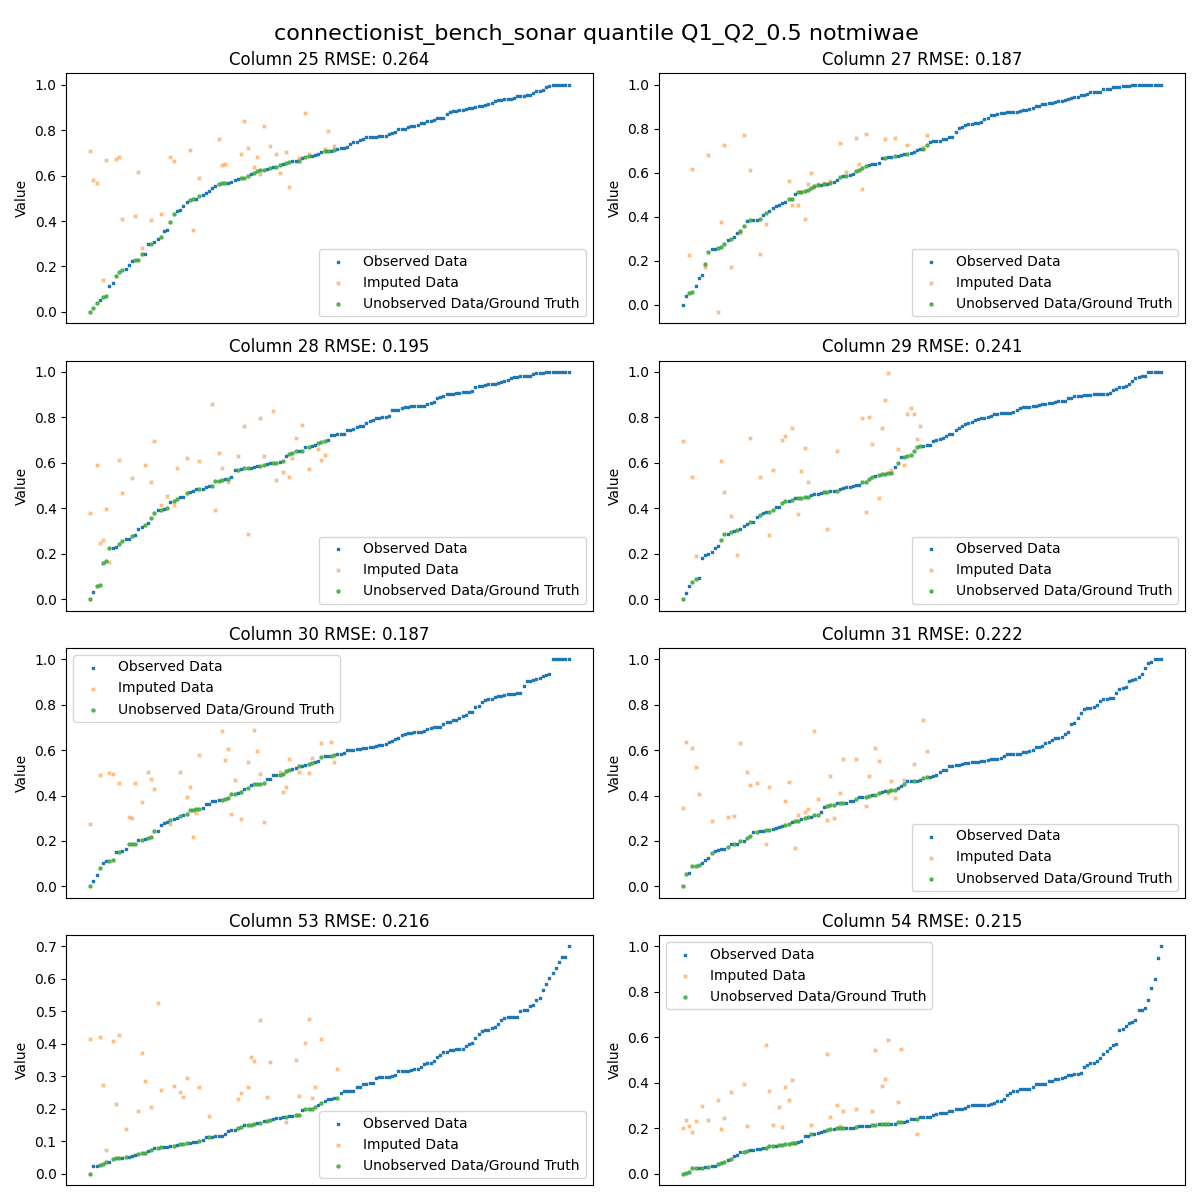 connectionist_bench_sonar quantile Q1_Q2_0.5 notmiwae
Column 25 RMSE: 0.264
1.0
0.8
0.6
0.4
0.2
0.0
Value
Observed Data
Imputed Data
Unobserved Data/Ground Truth
Column 27 RMSE: 0.187
1.0
0.8
0.6
0.4
0.2
0.0
Value
Observed Data
Imputed Data
Unobserved Data/Ground Truth
Column 28 RMSE: 0.195
1.0
0.8
0.6
0.4
0.2
0.0
Value
Observed Data
Imputed Data
Unobserved Data/Ground Truth
Column 29 RMSE: 0.241
1.0
0.8
0.6
0.4
0.2
0.0
Value
Observed Data
Imputed Data
Unobserved Data/Ground Truth
Column 30 RMSE: 0.187
1.0
0.8
0.6
0.4
0.2
0.0
Value
Observed Data
Imputed Data
Unobserved Data/Ground Truth
Column 31 RMSE: 0.222
1.0
0.8
0.6
0.4
0.2
0.0
Value
Observed Data
Imputed Data
Unobserved Data/Ground Truth
Column 53 RMSE: 0.216
0.7
0.6
0.5
0.4
0.3
0.2
0.1
0.0
Value
Observed Data
Imputed Data
Unobserved Data/Ground Truth
Column 54 RMSE: 0.215
1.0
0.8
0.6
0.4
0.2
0.0
Value
Observed Data
Imputed Data
Unobserved Data/Ground Truth